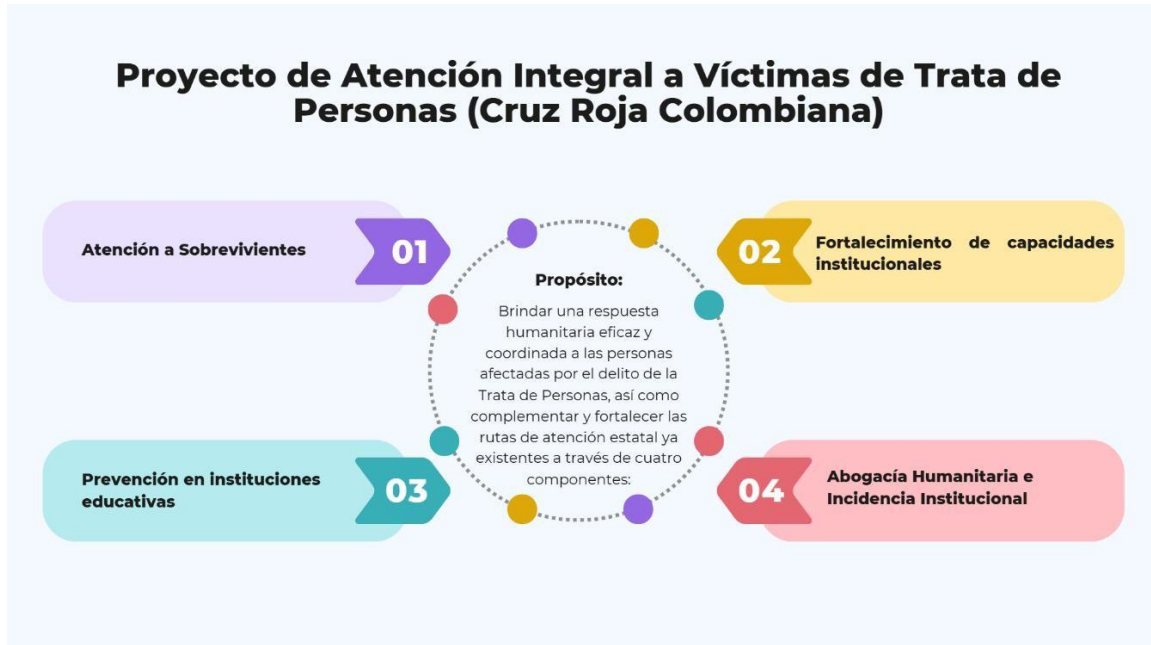 Proyecto de Atención Integral a Víctimas de Trata de
Personas (Cruz Roja Colombiana)
Atención a Sobrevivientes
01
02
Fortalecimiento de capacidades
institucionales
Propósito:
Brindar una respuesta
humanitaria eficaz y
coordinada a las personas
afectadas por el delito de la
Trata de Personas, así como
complementar y fortalecer las
rutas de atención estatal ya
existentes a través de cuatro
componentes:
Prevención en instituciones
educativas
03
04
Abogacía Humanitaria e
Incidencia Institucional